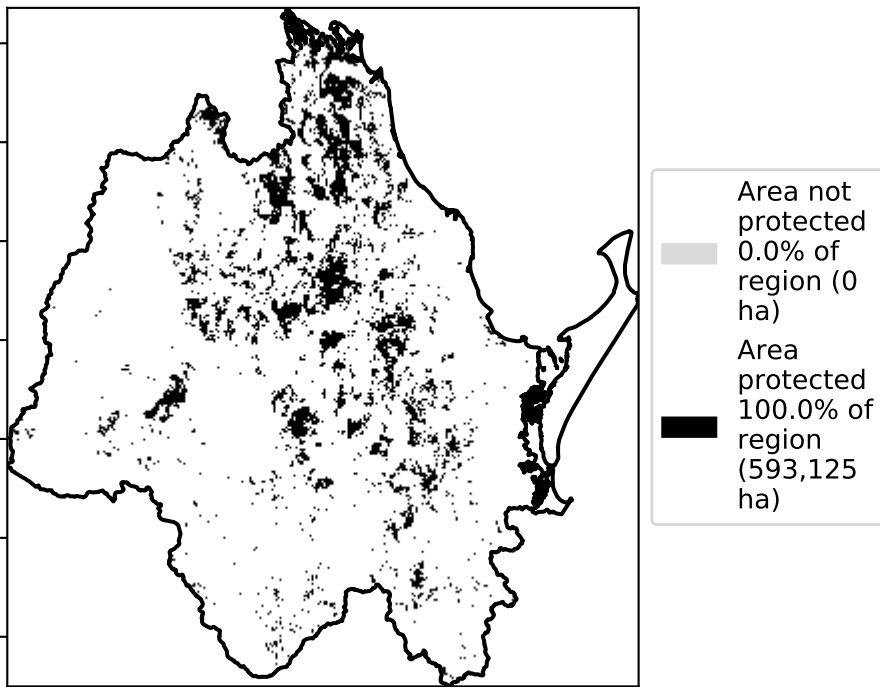 Area not
protected
0.0% of
region (0
ha)
Area
protected
100.0% of
region
(593,125
ha)